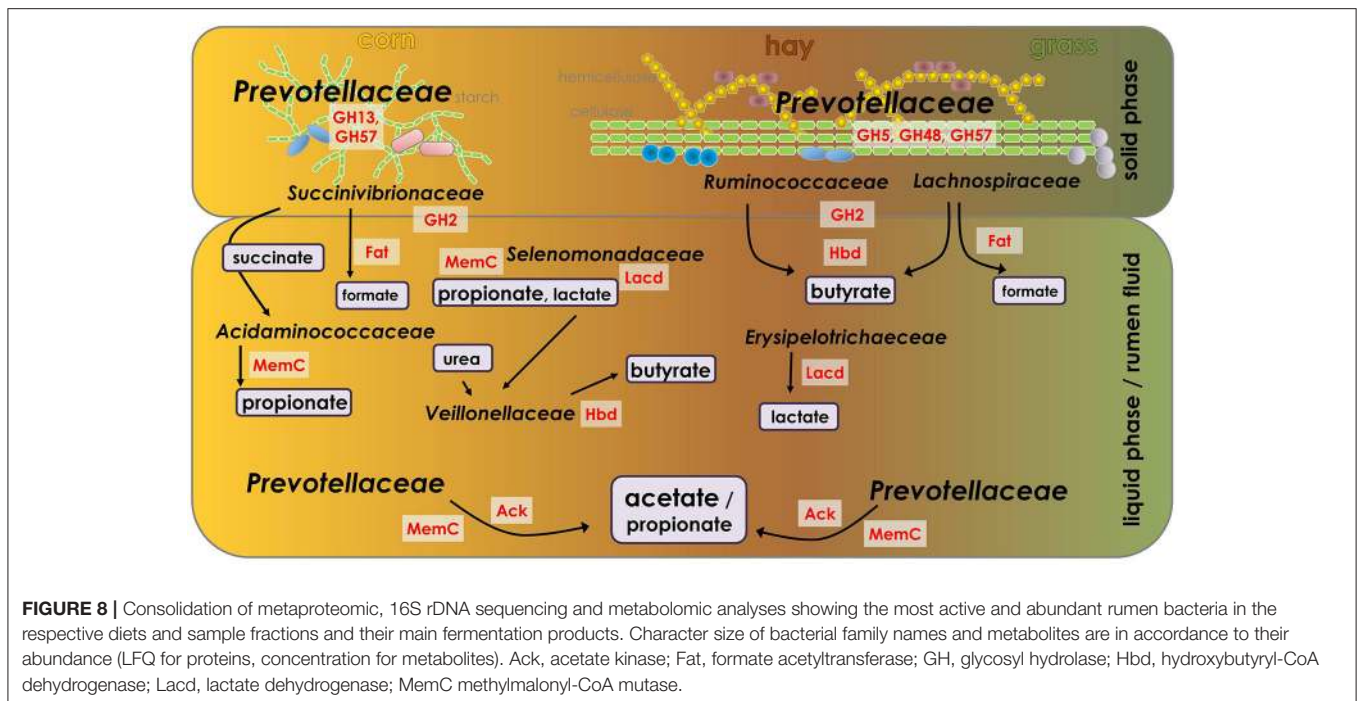 corn
hay
grass
hemicellulose
Prevotellaceae
starch
Prevotellaceae
cellulose
GH13,
GH57
GH5, GH48, GH57
solid phase
Succinivibrionaceae
Ruminococcaceae
Lachnospiraceae
GH2
GH2
Fat
succinate
MemC
Selenomonadaceae
Hbd
Fat
Lacd
formate
propionate, lactate
butyrate
formate
Acidaminococcaceae
Erysipelotrichaeceae
MemC
urea
butyrate
Lacd
propionate
Veillonellaceae
Hbd
lactate
liquid phase / rumen fluid
Prevotellaceae
acetate /
propionate
Prevotellaceae
Ack
Ack
MemC
MemC
FIGURE 8 | Consolidation of metaproteomic, 16S rDNA sequencing and metabolomic analyses showing the most active and abundant rumen bacteria in the
respective diets and sample fractions and their main fermentation products. Character size of bacterial family names and metabolites are in accordance to their
abundance (LFQ for proteins, concentration for metabolites). Ack, acetate kinase; Fat, formate acetyltransferase; GH, glycosyl hydrolase; Hbd, hydroxybutyryl-CoA
dehydrogenase; Lacd, lactate dehydrogenase; MemC methylmalonyl-CoA mutase.